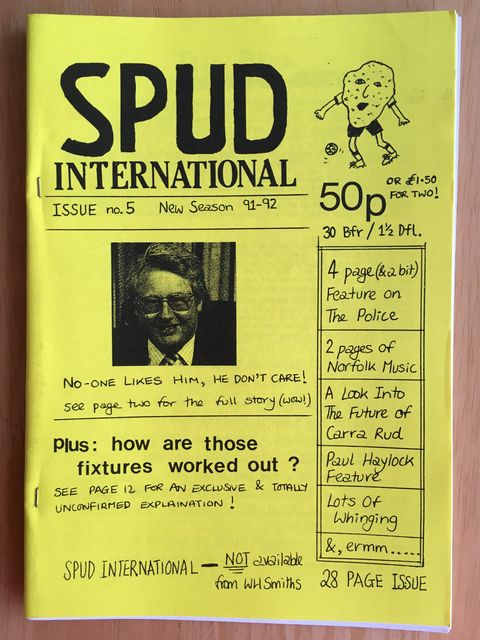 SPUD
INTERNATIONAL
ISSUE no. 5 New Season 91-92
50p OR £1.50
FOR TWO!
30 Bfr / 1½ Dfl.
NO-ONE LIKES HIM, HE DON'T CARE!
see page two for the full story (wow!)
plus: how are those
fixtures worked out ?
SEE PAGE 12 FOR AN EXCLUSIVE & TOTALLY
UNCONFIRMED EXPLAINATION !
4 page (& a bit)
Feature on
The Police
2 pages of
Norfolk Music
A Look Into
The Future of
Carra Rud
Paul Haylock
Feature
Lots Of
Whinging
&, ermm.....
SPUD INTERNATIONAL — NOT available
from WHSmiths
28 PAGE ISSUE